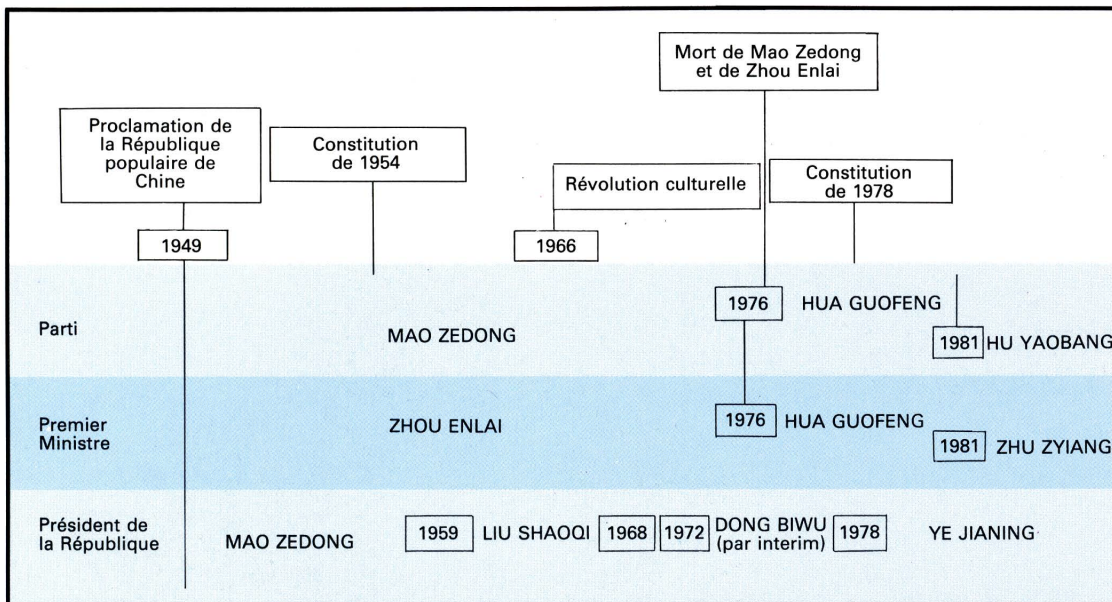 Mort de Mao Zedong
et de Zhou Enlai
Proclamation de
la République
populaire de
Chine
Constitution
de 1954
Révolution culturelle
Constitution
de 1978
1949
1966
Parti
MAO ZEDONG
1976
HUA GUOFENG
1981
HU YAOBANG
Premier
Ministre
ZHOU ENLAI
1976
HUA GUOFENG
1981
ZHU ZYIANG
Président de
la République
MAO ZEDONG
1959
LIU SHAOQI
1968
1972
DONG BIWU
(par interim)
1978
YE JIANING